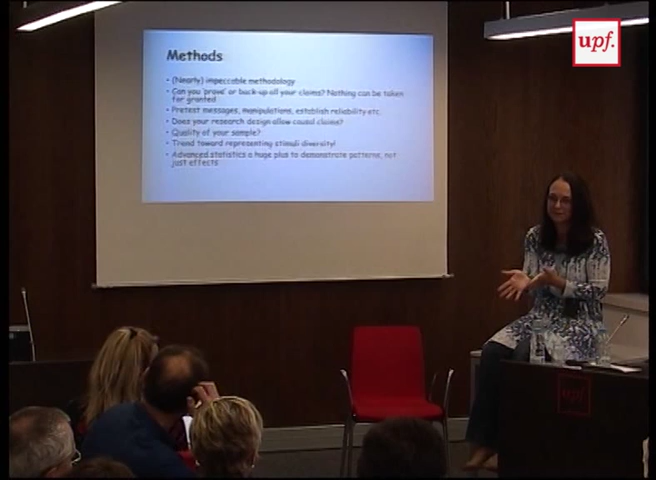 upf.
Methods
• (Nearly) impeccable methodology
• Can you 'prove' or back-up all your claims? Nothing can be taken
for granted
• Pretest messages, manipulations, establish reliability etc.
• Does your research design allow causal claims?
• Quality of your sample?
• Trend toward representing stimuli diversity!
• Advanced statistics a huge plus to demonstrate patterns, not
just effects
upf.